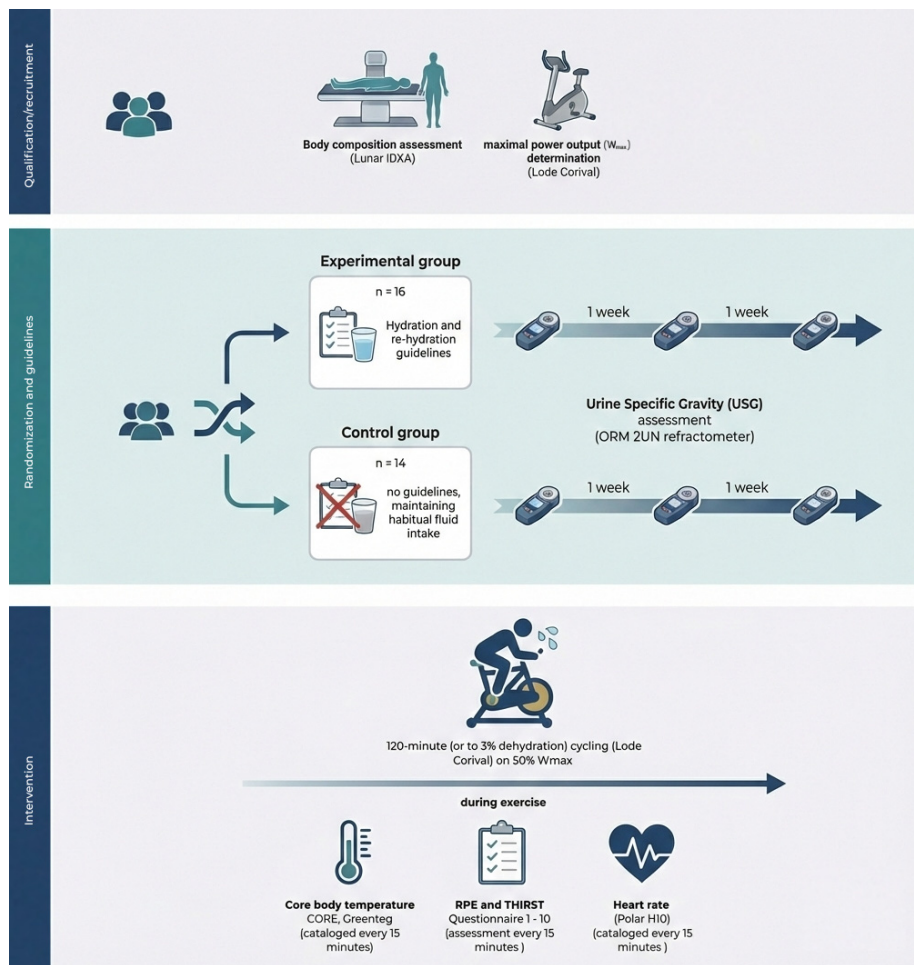 Qualification/recruitment
Body composition assessment
(Lunar IDXA)
maximal power output (Wₘₐₓ)
determination
(Lode Corival)
Randomization and guidelines
Experimental group
n = 16
Hydration and
re-hydration
guidelines
1 week
1 week
Urine Specific Gravity (USG)
assessment
(ORM 2UN refractometer)
Control group
n = 14
no guidelines,
maintaining
habitual fluid
intake
1 week
1 week
Intervention
120-minute (or to 3% dehydration) cycling (Lode
Corival) on 50% Wmax
during exercise
Core body temperature
CORE, Greenteg
(cataloged every 15
minutes)
RPE and THIRST
Questionnaire 1 - 10
(assessment every 15
minutes )
Heart rate
(Polar H10)
(cataloged every 15
minutes )